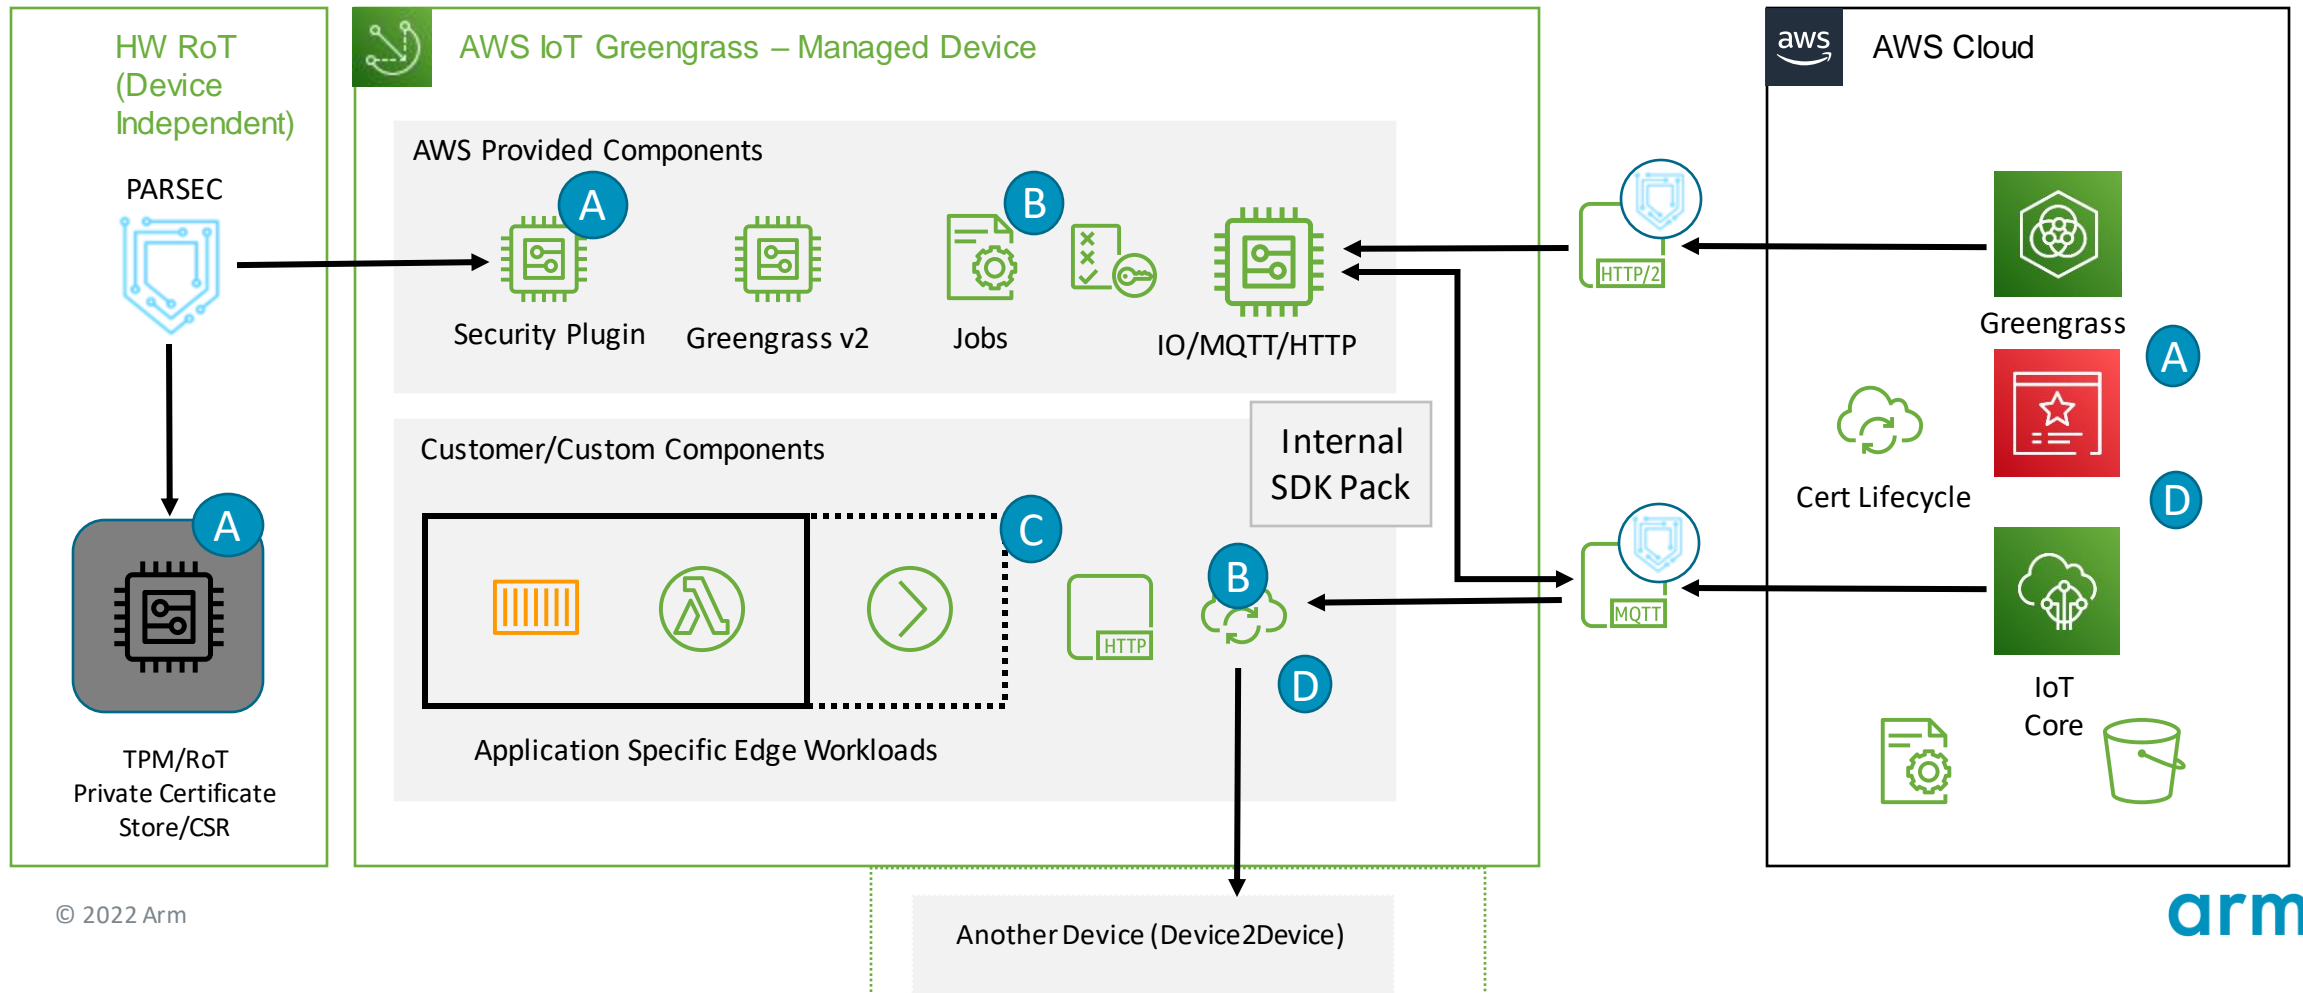 HW RoT
(Device
Independent)
PARSEC
A
TPM/RoT
Private Certificate
Store/CSR
AWS IoT Greengrass – Managed Device
AWS Provided Components
A
Security Plugin
Greengrass v2
B
Jobs
IO/MQTT/HTTP
Internal
SDK Pack
Customer/Custom Components
C
HTTP
B
D
Application Specific Edge Workloads
HTTP/2
MQTT
aws
AWS Cloud
Greengrass
A
Cert Lifecycle
D
IoT
Core
Another Device (Device2Device)
© 2022 Arm
arm